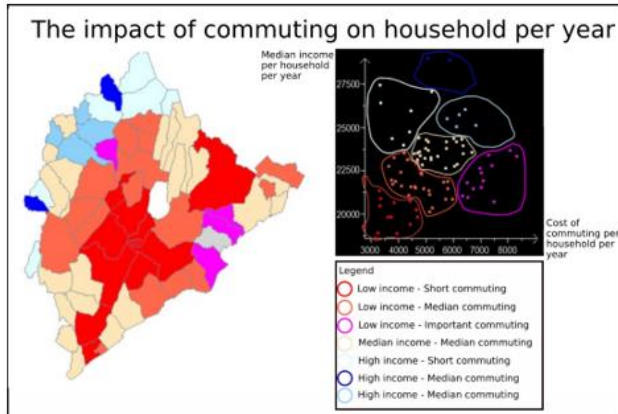 The impact of commuting on household per year
Median income
per household
per year
27500
25000
22500
20000
3000 4000 5000 6000 7000 8000
Cost of
commuting per
household per
year
Legend
Low income - Short commuting
Low income - Median commuting
Low income - Important commuting
Median income - Median commuting
High income - Short commuting
High income - Median commuting
High income - Median commuting